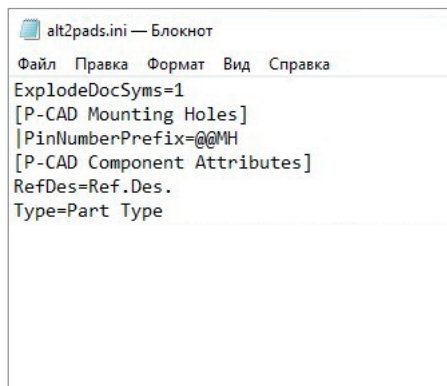 alt2pads.ini — Блокнот
Файл Правка Формат Вид Справка
ExplodeDocSyms=1
[P-CAD Mounting Holes]
|PinNumberPrefix=@@MH
[P-CAD Component Attributes]
RefDes=Ref.Des.
Type=Part Type